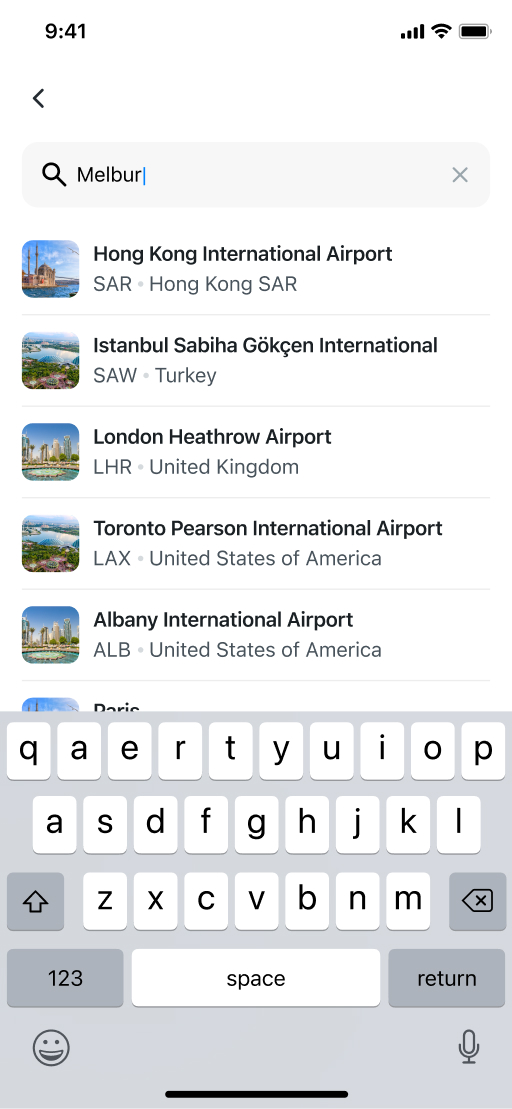 9:41
Melbur
Hong Kong International Airport
SAR • Hong Kong SAR
Istanbul Sabiha Gökçen International
SAW • Turkey
London Heathrow Airport
LHR • United Kingdom
Toronto Pearson International Airport
LAX • United States of America
Albany International Airport
ALB • United States of America
Paris
q a e r t y u i o p
a s d f g h j k l
z x c v b n m
123 space return